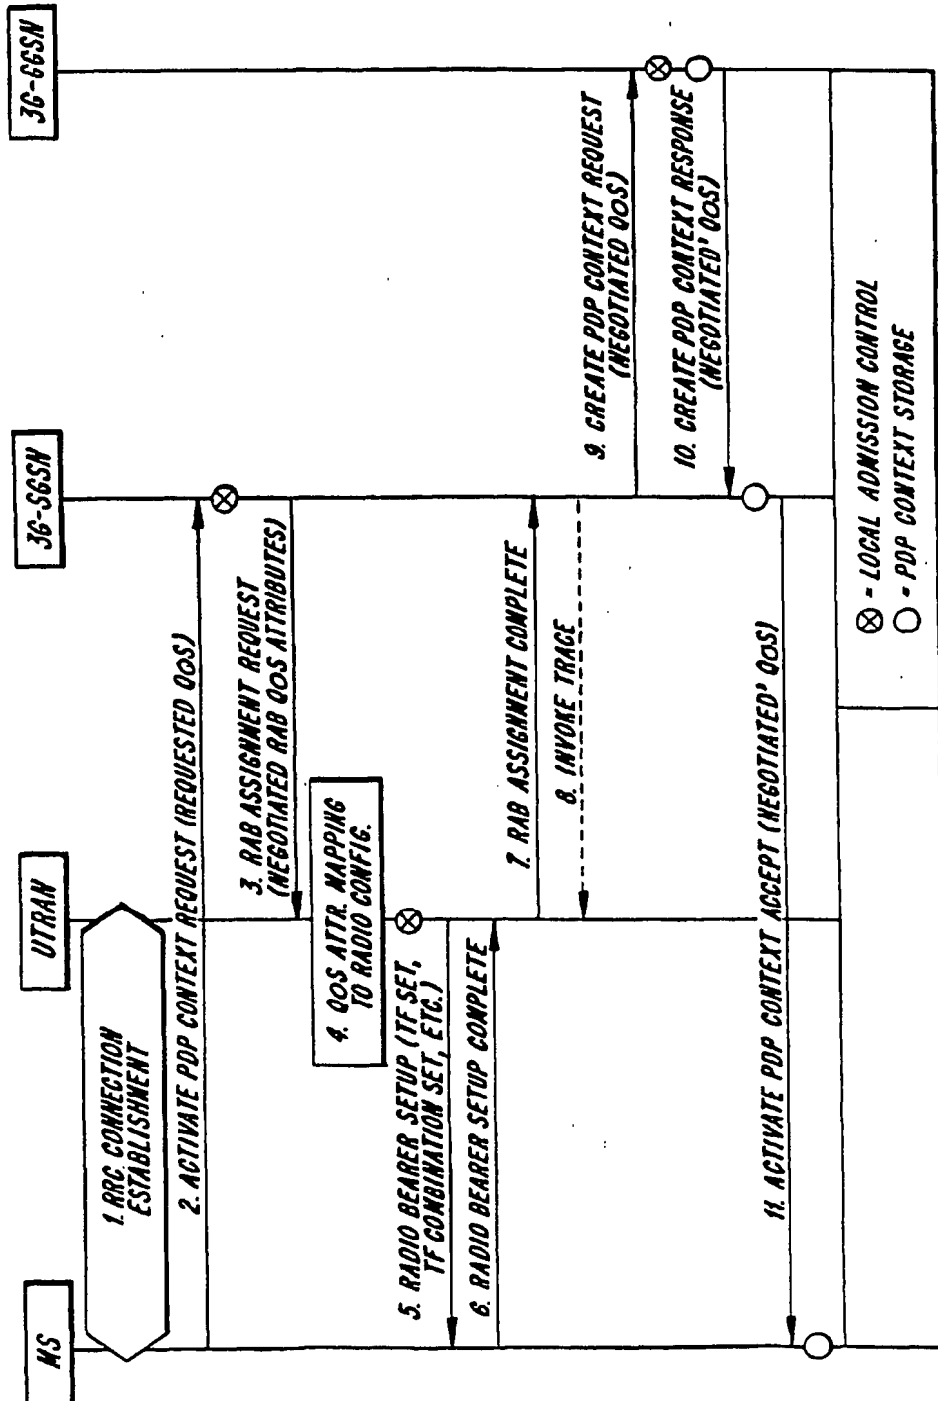 MS
UTRAN
3G-SGSN
3G-GGSN
1. RRC CONNECTION
ESTABLISHMENT
2. ACTIVATE PDP CONTEXT REQUEST (REQUESTED QOS)
3. RAB ASSIGNMENT REQUEST
(NEGOTIATED RAB QOS ATTRIBUTES)
4. QOS ATTR. MAPPING
TO RADIO CONFIG.
5. RADIO BEARER SETUP (TF SET,
TF COMBINATION SET, ETC.)
6. RADIO BEARER SETUP COMPLETE
7. RAB ASSIGNMENT COMPLETE
8. INVOKE TRACE
9. CREATE PDP CONTEXT REQUEST
(NEGOTIATED QOS)
10. CREATE PDP CONTEXT RESPONSE
(NEGOTIATED' QOS)
11. ACTIVATE PDP CONTEXT ACCEPT (NEGOTIATED' QOS)
⊗ = LOCAL ADMISSION CONTROL
○ = PDP CONTEXT STORAGE